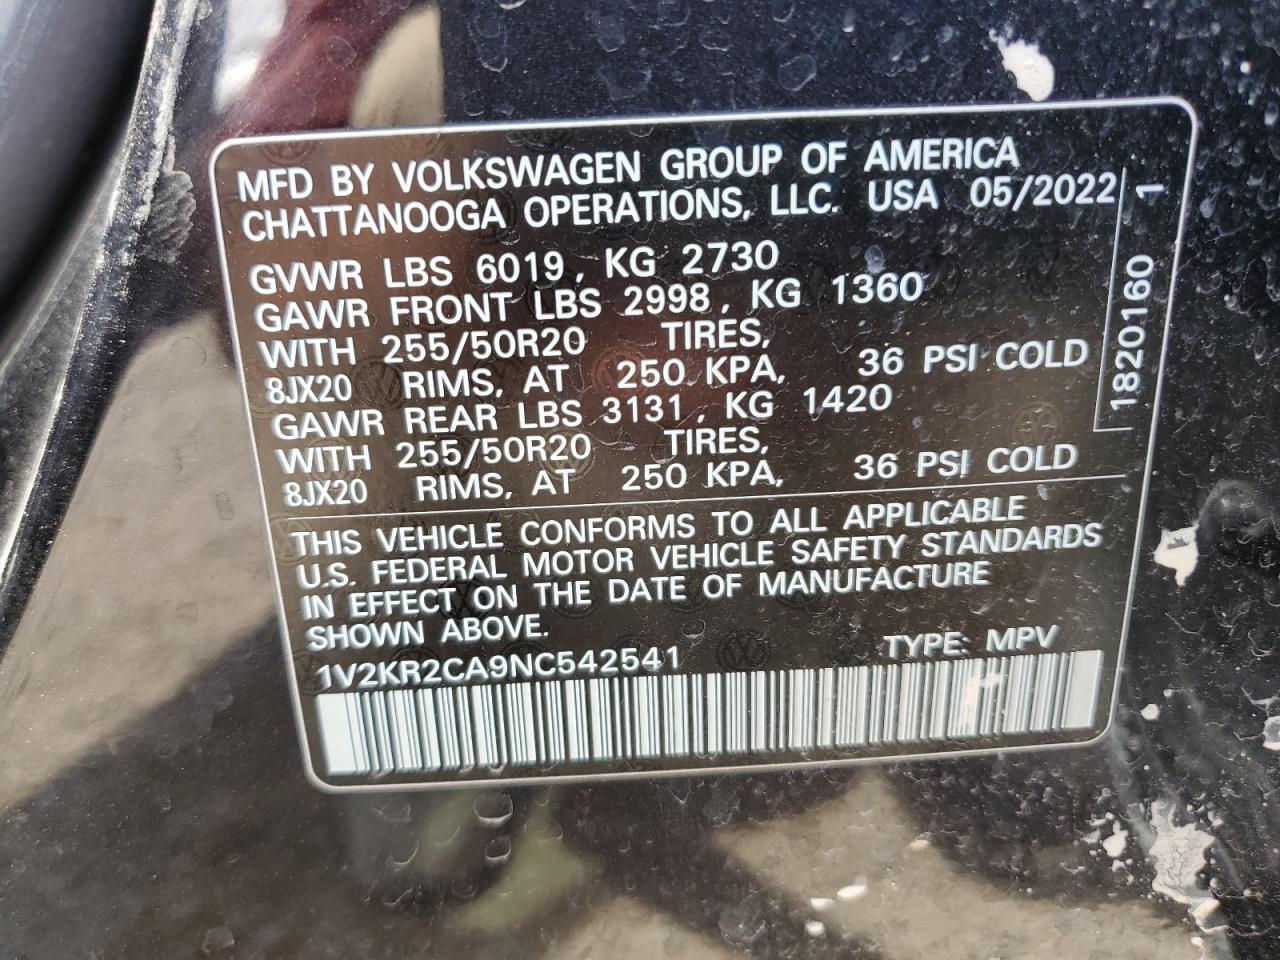 MFD BY VOLKSWAGEN GROUP OF AMERICA
CHATTANOOGA OPERATIONS, LLC. USA 05/2022
GVWR LBS 6019, KG 2730
GAWR FRONT LBS 2998, KG 1360
WITH 255/50R20 TIRES,
8JX20 RIMS, AT 250 KPA, 36 PSI COLD
GAWR REAR LBS 3131, KG 1420
WITH 255/50R20 TIRES,
8JX20 RIMS, AT 250 KPA, 36 PSI COLD
THIS VEHICLE CONFORMS TO ALL APPLICABLE
U.S. FEDERAL MOTOR VEHICLE SAFETY STANDARDS
IN EFFECT ON THE DATE OF MANUFACTURE
SHOWN ABOVE.
1V2KR2CA9NC542541 TYPE: MPV
1820160 1